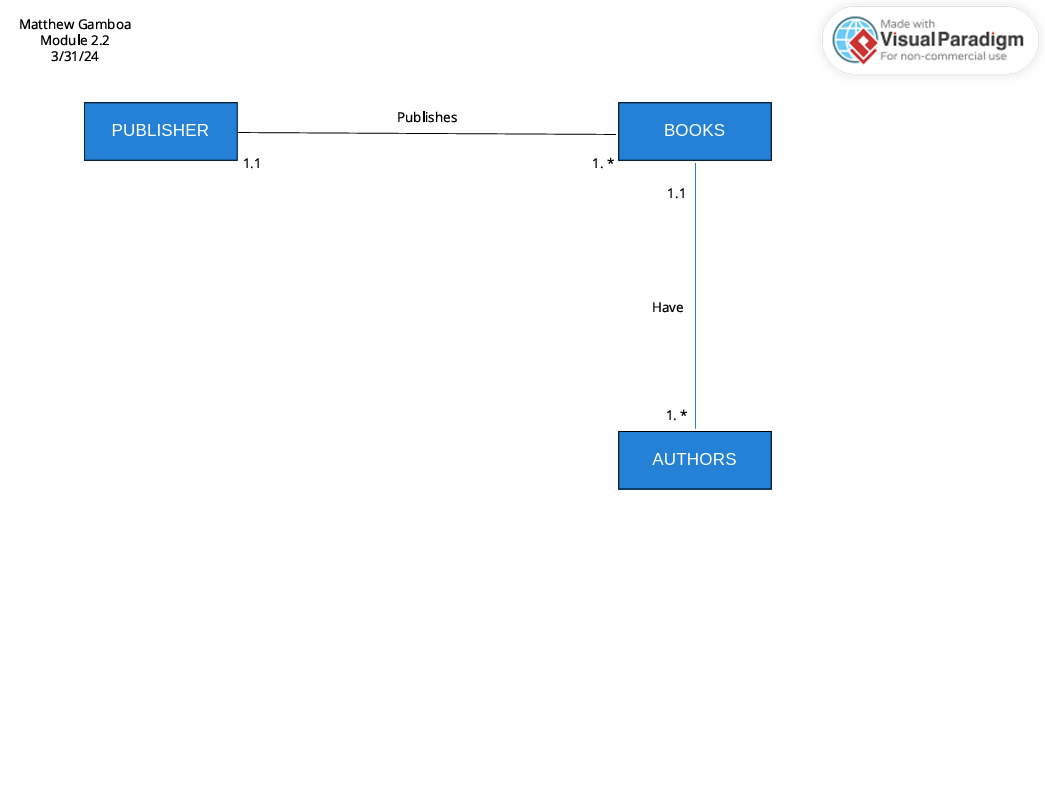 Matthew Gamboa
Module 2.2
3/31/24
Made with
Visual Paradigm
For non-commercial use
PUBLISHER
Publishes
BOOKS
1.1
1. *
1.1
Have
1. *
AUTHORS